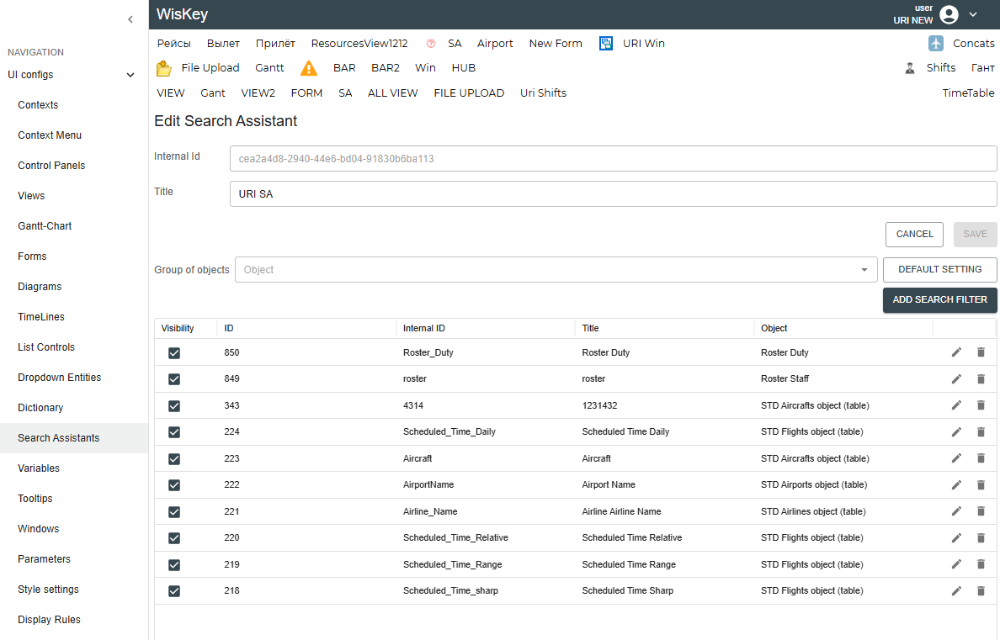 WisKey
user
URI NEW
NAVIGATION
UI configs
Contexts
Context Menu
Control Panels
Views
Gantt-Chart
Forms
Diagrams
TimeLines
List Controls
Dropdown Entities
Dictionary
Search Assistants
Variables
Tooltips
Windows
Parameters
Style settings
Display Rules
Рейсы Вылет Прилёт ResourcesView1212 SA Airport New Form URI Win Concats
File Upload Gantt BAR BAR2 Win HUB Shifts Гант
VIEW Gant VIEW2 FORM SA ALL VIEW FILE UPLOAD Uri Shifts TimeTable
Edit Search Assistant
Internal Id cea2a4d8-2940-44e6-bd04-91830b6ba113
Title URI SA
CANCEL SAVE
Group of objects Object DEFAULT SETTING
ADD SEARCH FILTER
Visibility ID Internal ID Title Object
850 Roster_Duty Roster Duty Roster Duty
849 roster roster Roster Staff
343 4314 1231432 STD Aircrafts object (table)
224 Scheduled_Time_Daily Scheduled Time Daily STD Flights object (table)
223 Aircraft Aircraft STD Aircrafts object (table)
222 AirportName Airport Name STD Airports object (table)
221 Airline_Name Airline Airline Name STD Airlines object (table)
220 Scheduled_Time_Relative Scheduled Time Relative STD Flights object (table)
219 Scheduled_Time_Range Scheduled Time Range STD Flights object (table)
218 Scheduled_Time_sharp Scheduled Time Sharp STD Flights object (table)